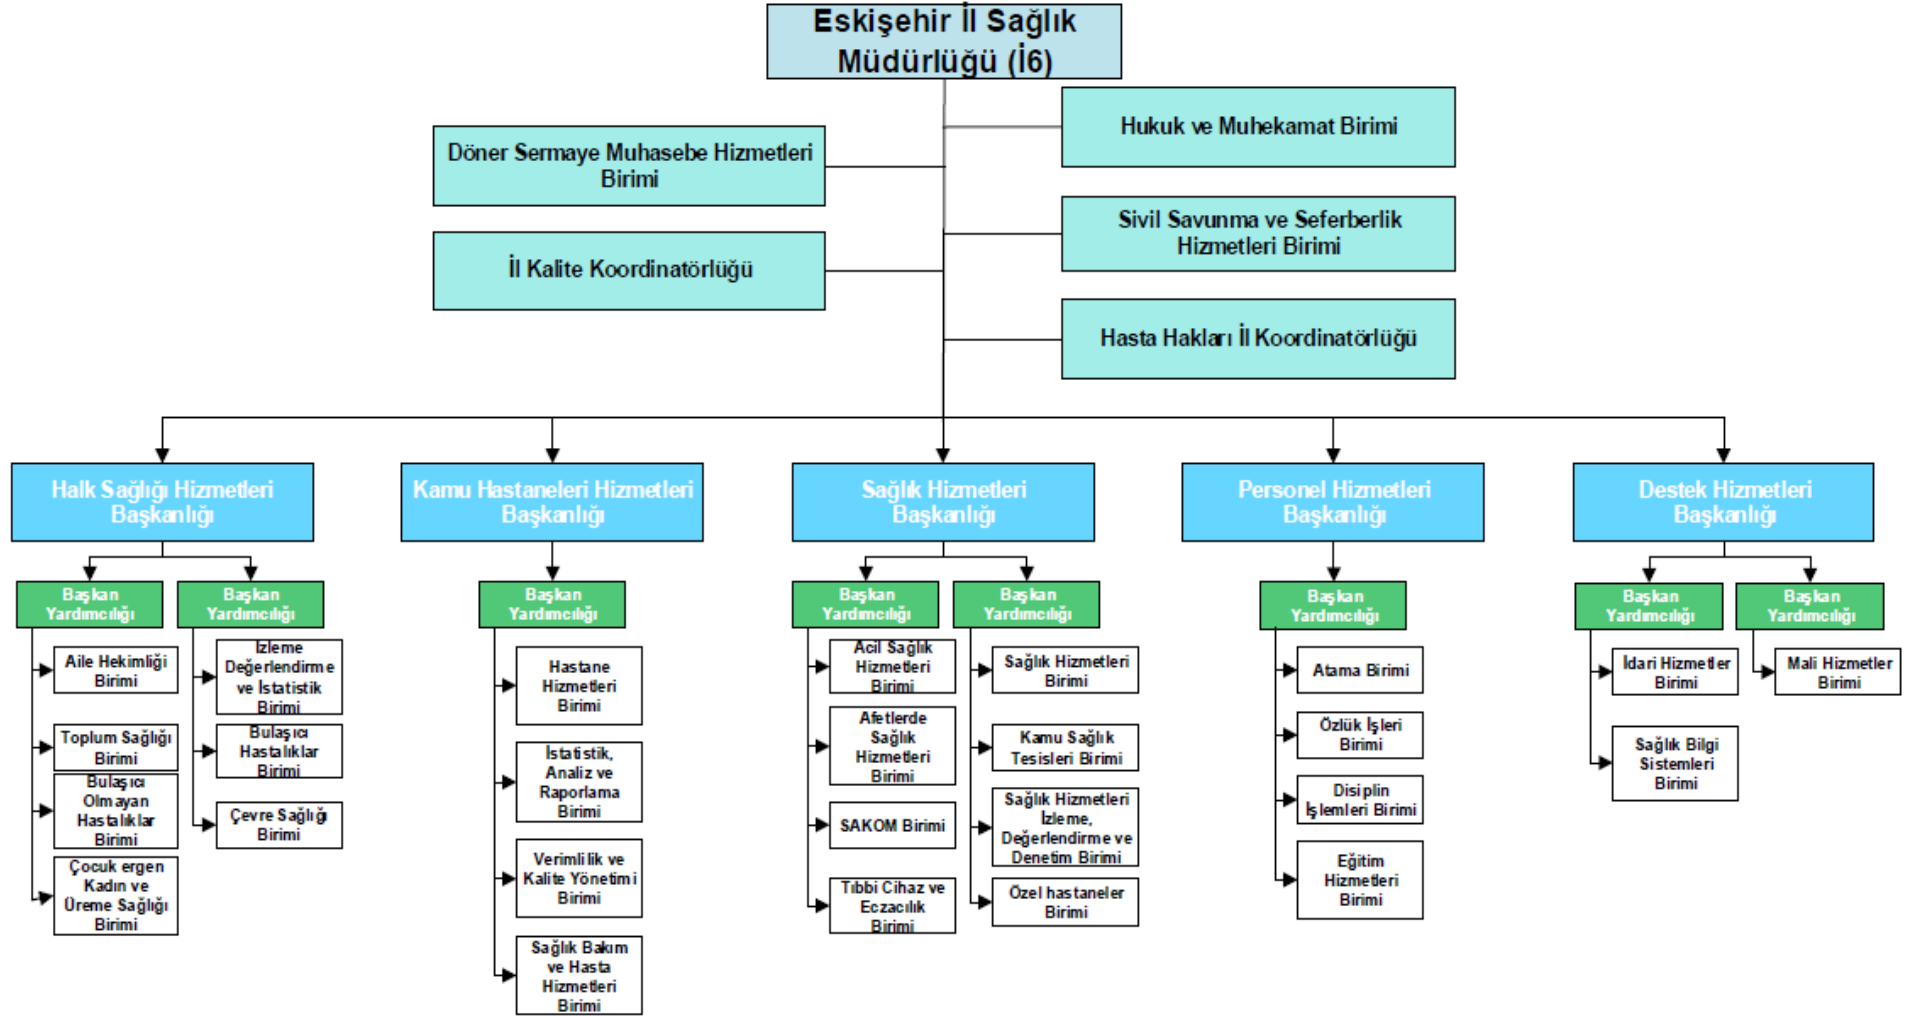 Eskişehir İl Sağlık
Müdürlüğü (İ6)
Hukuk ve Muhekamat Birimi
Döner Sermaye Muhasebe Hizmetleri
Birimi
Sivil Savunma ve Seferberlik
Hizmetleri Birimi
İl Kalite Koordinatörlüğü
Hasta Hakları İl Koordinatörlüğü
Halk Sağlığı Hizmetleri
Başkanlığı
Kamu Hastaneleri Hizmetleri
Başkanlığı
Sağlık Hizmetleri
Başkanlığı
Personel Hizmetleri
Başkanlığı
Destek Hizmetleri
Başkanlığı
Başkan
Yardımcılığı
Başkan
Yardımcılığı
Başkan
Yardımcılığı
Başkan
Yardımcılığı
Başkan
Yardımcılığı
Başkan
Yardımcılığı
Başkan
Yardımcılığı
Başkan
Yardımcılığı
Aile Hekimliği
Birimi
Toplum Sağlığı
Birimi
Bulaşıcı
Olmayan
Hastalıklar
Birimi
Çocuk ergen
Kadın ve
Üreme Sağlığı
Birimi
İzleme
Değerlendirme
ve İstatistik
Birimi
Bulaşıcı
Hastalıklar
Birimi
Çevre Sağlığı
Birimi
Hastane
Hizmetleri
Birimi
İstatistik,
Analiz ve
Raporlama
Birimi
Verimlilik ve
Kalite Yönetimi
Birimi
Sağlık Bakım
ve Hasta
Hizmetleri
Birimi
Acil Sağlık
Hizmetleri
Birimi
Afetlerde
Sağlık
Hizmetleri
Birimi
SAKOM Birimi
Tıbbi Cihaz ve
Eczacılık
Birimi
Sağlık Hizmetleri
Birimi
Kamu Sağlık
Tesisleri Birimi
Sağlık Hizmetleri
İzleme,
Değerlendirme ve
Denetim Birimi
Özel hastaneler
Birimi
Atama Birimi
Özlük İşleri
Birimi
Disiplin
İşlemleri Birimi
Eğitim
Hizmetleri
Birimi
İdari Hizmetler
Birimi
Sağlık Bilgi
Sistemleri
Birimi
Mali Hizmetler
Birimi